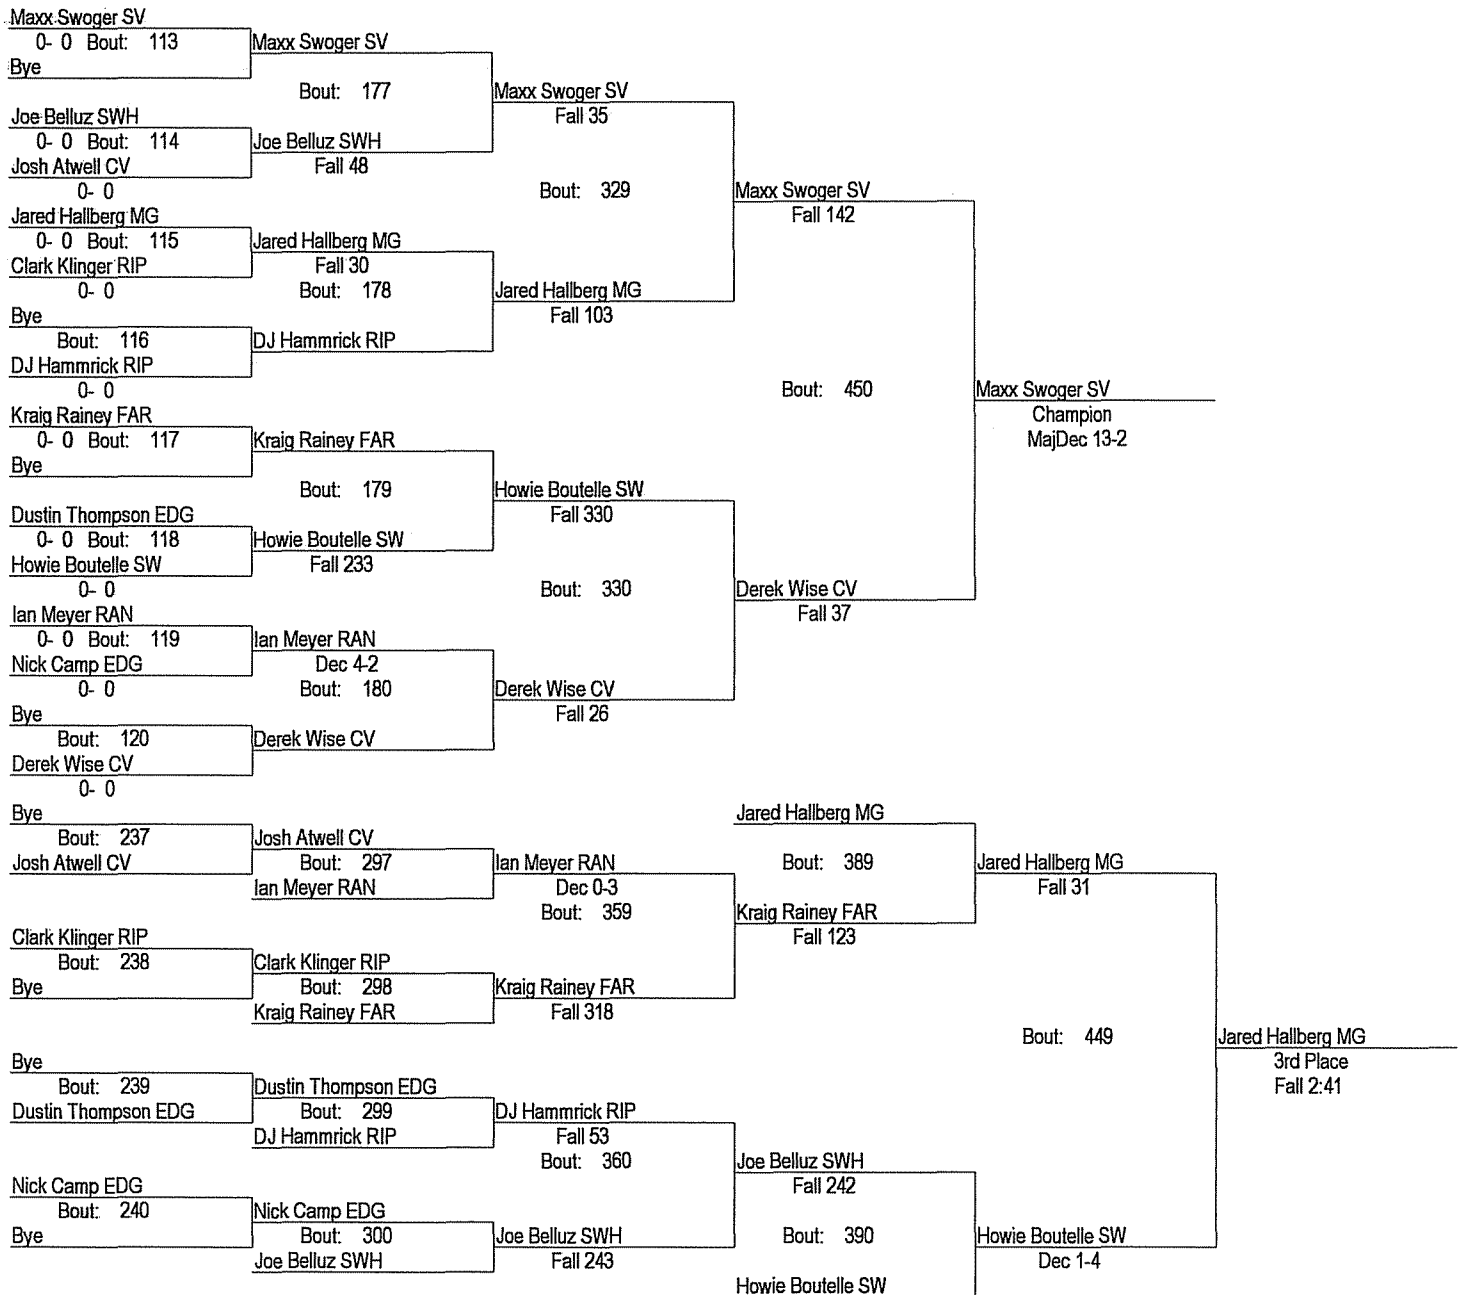 Maxx Swoger SV
0- 0 Bout: 113
Bye
Maxx Swoger SV
Bout: 177
Joe Belluz SWH
0- 0 Bout: 114
Josh Atwell CV
0- 0
Joe Belluz SWH
Fall 48
Maxx Swoger SV
Fall 35
Bout: 329
Jared Hallberg MG
0- 0 Bout: 115
Clark Klinger RIP
0- 0
Jared Hallberg MG
Fall 30
Bout: 178
Bye
Bout: 116
DJ Hammrick RIP
0- 0
DJ Hammrick RIP
Jared Hallberg MG
Fall 103
Maxx Swoger SV
Fall 142
Bout: 450
Kraig Rainey FAR
0- 0 Bout: 117
Bye
Kraig Rainey FAR
Bout: 179
Dustin Thompson EDG
0- 0 Bout: 118
Howie Boutelle SW
0- 0
Howie Boutelle SW
Fall 233
Howie Boutelle SW
Fall 330
Bout: 330
Ian Meyer RAN
0- 0 Bout: 119
Nick Camp EDG
0- 0
Ian Meyer RAN
Dec 4-2
Bout: 180
Bye
Bout: 120
Derek Wise CV
0- 0
Derek Wise CV
Derek Wise CV
Fall 26
Derek Wise CV
Fall 37
Maxx Swoger SV
Champion
MajDec 13-2
Bye
Bout: 237
Josh Atwell CV
Josh Atwell CV
Bout: 297
Ian Meyer RAN
Ian Meyer RAN
Dec 0-3
Bout: 359
Clark Klinger RIP
Bout: 238
Bye
Clark Klinger RIP
Bout: 298
Kraig Rainey FAR
Kraig Rainey FAR
Fall 318
Jared Hallberg MG
Bout: 389
Kraig Rainey FAR
Fall 123
Jared Hallberg MG
Fall 31
Bout: 449
Bye
Bout: 239
Dustin Thompson EDG
Dustin Thompson EDG
Bout: 299
DJ Hammrick RIP
DJ Hammrick RIP
Fall 53
Bout: 360
Nick Camp EDG
Bout: 240
Bye
Nick Camp EDG
Bout: 300
Joe Belluz SWH
Joe Belluz SWH
Fall 243
Joe Belluz SWH
Fall 242
Bout: 390
Howie Boutelle SW
Howie Boutelle SW
Dec 1-4
Jared Hallberg MG
3rd Place
Fall 2:41